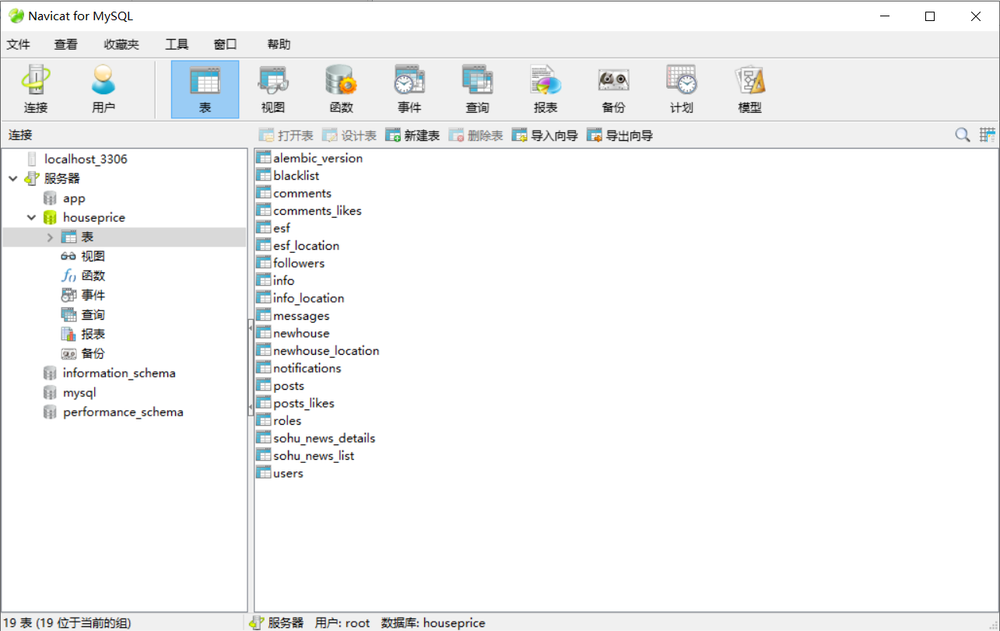 Navicat for MySQL
文件 查看 收藏夹 工具 窗口 帮助
连接 用户 表 视图 函数 事件 查询 报表 备份 计划 模型
连接
打开表 设计表 新建表 删除表 导入向导 导出向导
localhost_3306
服务器
app
houseprice
表
视图
f() 函数
事件
查询
报表
备份
information_schema
mysql
performance_schema
alembic_version
blacklist
comments
comments_likes
esf
esf_location
followers
info
info_location
messages
newhouse
newhouse_location
notifications
posts
posts_likes
roles
sohu_news_details
sohu_news_list
users
19 表 (19 位于当前的组) 服务器 用户: root 数据库: houseprice